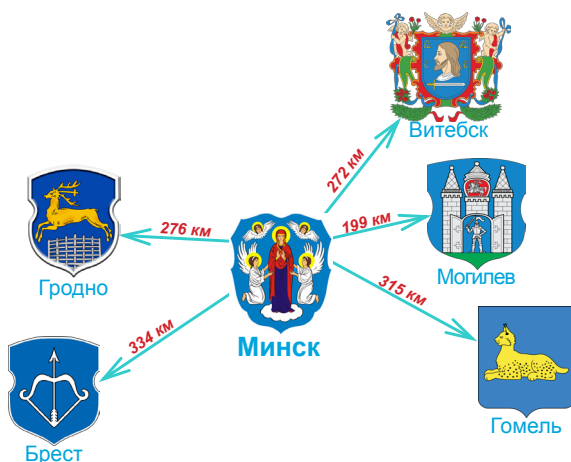 Витебск
272 км
199 км
276 км
Могилев
Гродно
315 км
Минск
334 км
Гомель
Брест